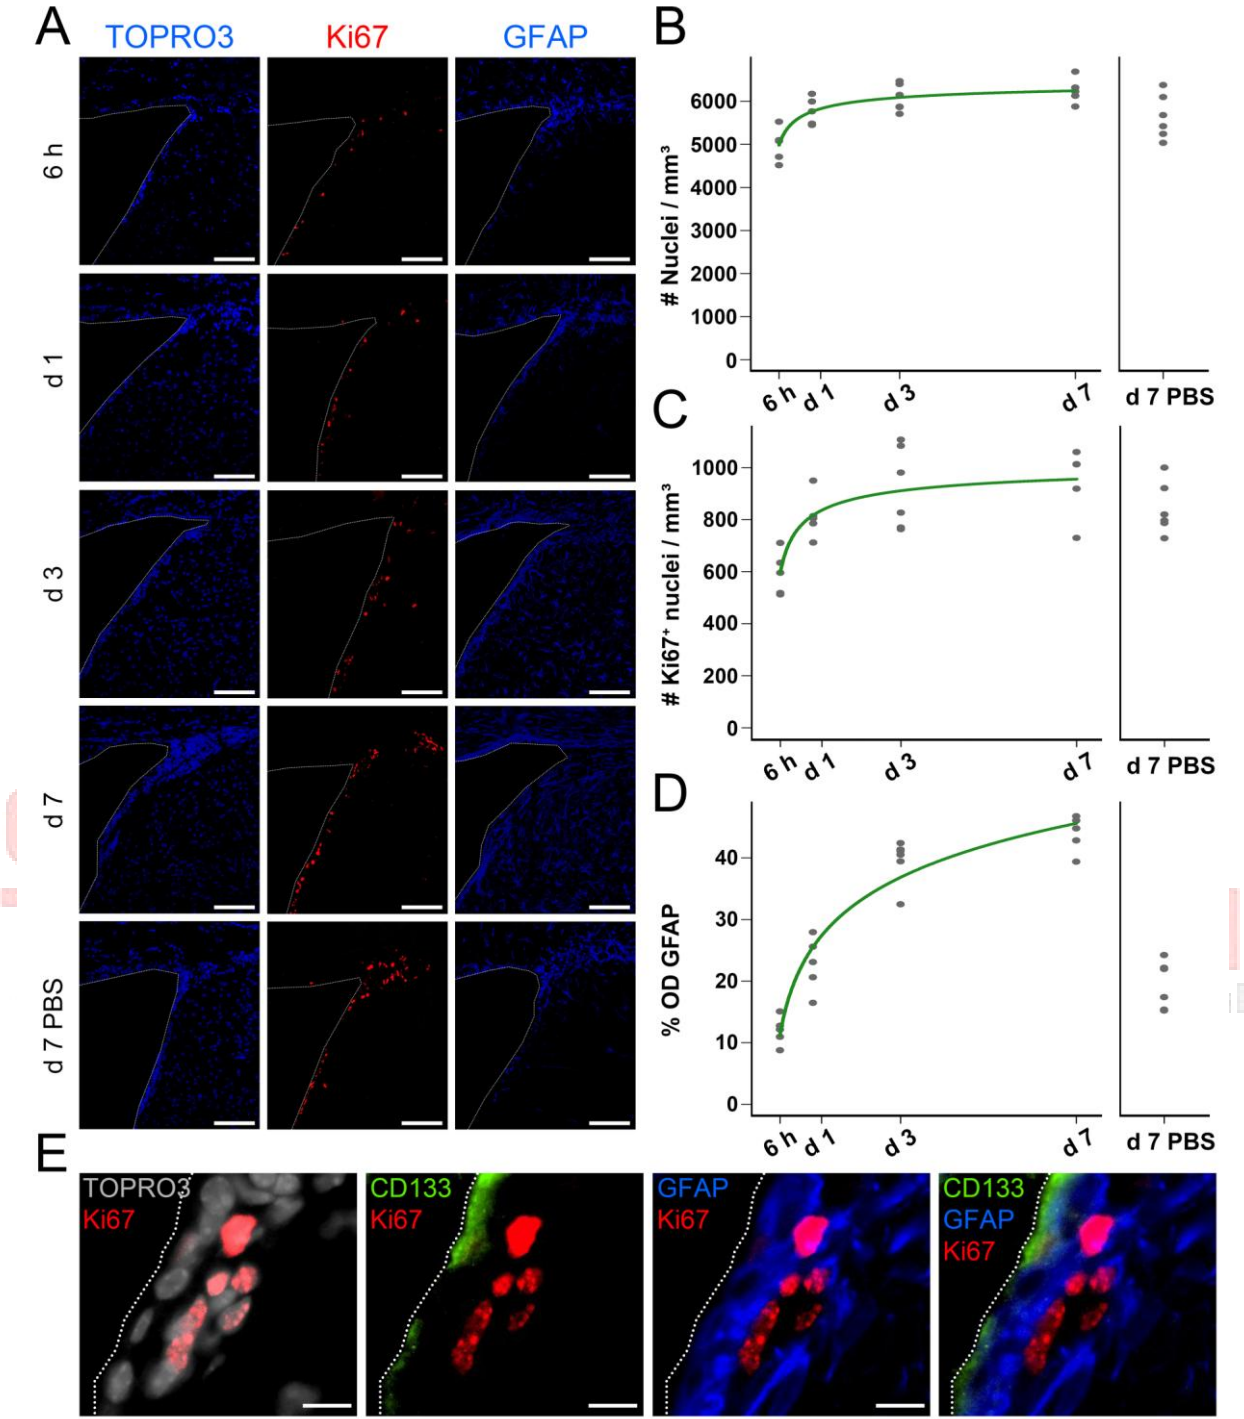 A
TOPRO3 Ki67 GFAP
6 h
d 1
d 3
d 7
d 7 PBS
B
# Nuclei / mm³
6000
5000
4000
3000
2000
1000
0
6 h d 1 d 3 d 7 d 7 PBS
C
# Ki67⁺ nuclei / mm³
1000
800
600
400
200
0
6 h d 1 d 3 d 7 d 7 PBS
D
% OD GFAP
40
30
20
10
0
6 h d 1 d 3 d 7 d 7 PBS
E
TOPRO3
Ki67
CD133
Ki67
GFAP
Ki67
CD133
GFAP
Ki67